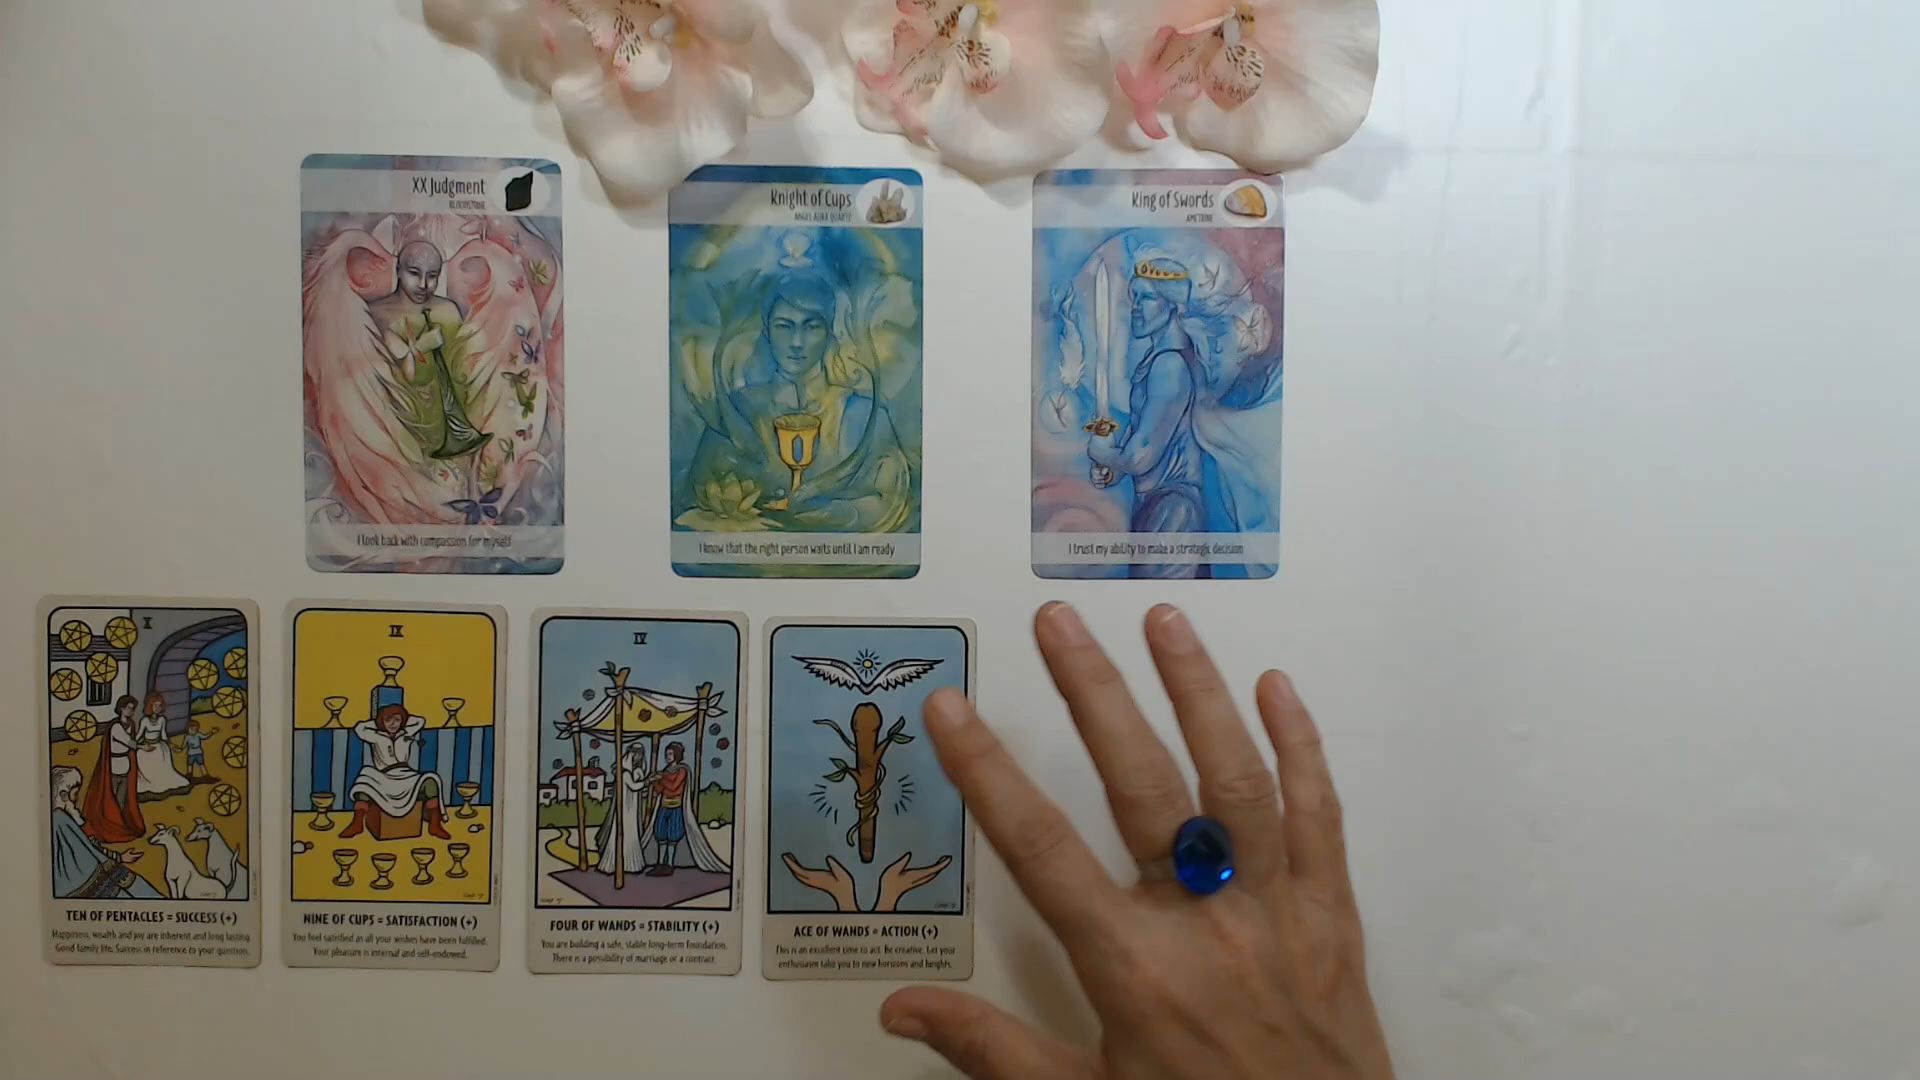 XX Judgment
BLOODSTONE
I look back with compassion for myself
Knight of Cups
ANGEL AURA QUARTZ
I know that the right person waits until I am ready
King of Swords
AMETRINE
I trust my ability to make a strategic decision
X
TEN OF PENTACLES = SUCCESS (+)
Happiness, wealth and joy are inherent and long lasting.
Good family life. Success in reference to your question.
IX
NINE OF CUPS = SATISFACTION (+)
You feel satisfied as all your wishes have been fulfilled.
Your pleasure is internal and self-endowed.
IV
FOUR OF WANDS = STABILITY (+)
You are building a safe, stable long-term foundation.
There is a possibility of marriage or a contract.
ACE OF WANDS = ACTION (+)
This is an excellent time to act. Be creative. Let your
enthusiasm take you to new horizons and heights.